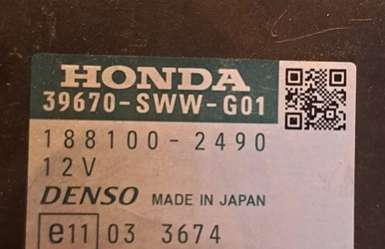 HONDA
39670-SWW-G01
188100-2490
12V
DENSO MADE IN JAPAN
e11 03 3674